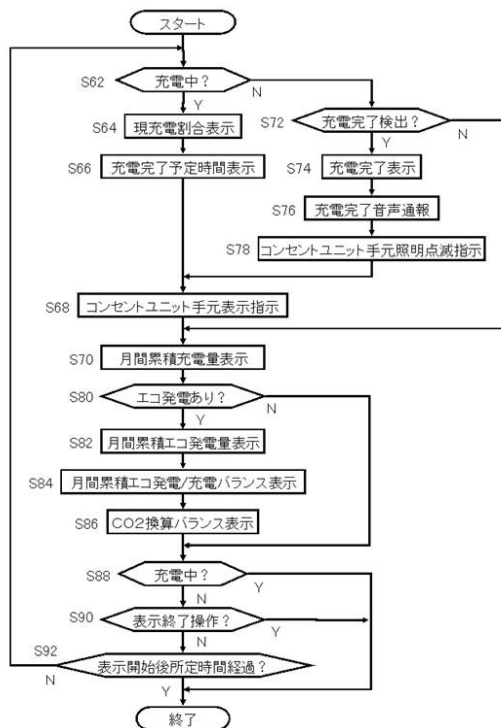 スタート
S62 充電中？
N
Y
S64 現充電割合表示
S66 充電完了予定時間表示
S72 充電完了検出？
N
Y
S74 充電完了表示
S76 充電完了音声通報
S78 コンセントユニット手元照明点滅指示
S68 コンセントユニット手元表示指示
S70 月間累積充電量表示
S80 エコ発電あり？
N
Y
S82 月間累積エコ発電量表示
S84 月間累積エコ発電/充電バランス表示
S86 CO2換算バランス表示
S88 充電中？
Y
N
S90 表示終了操作？
Y
N
S92 表示開始後所定時間経過？
N
Y
終了